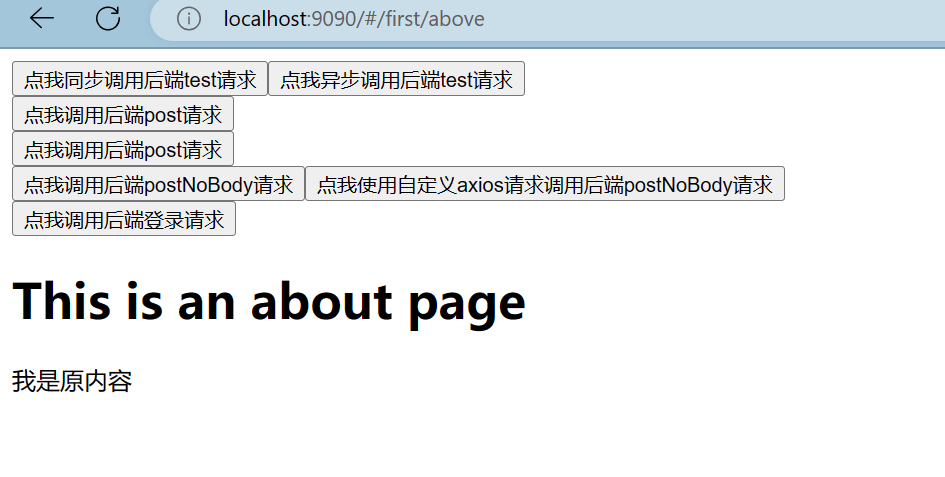 localhost:9090/#/first/above
点我同步调用后端test请求 点我异步调用后端test请求
点我调用后端post请求
点我调用后端post请求
点我调用后端postNoBody请求 点我使用自定义axios请求调用后端postNoBody请求
点我调用后端登录请求
This is an about page
我是原内容